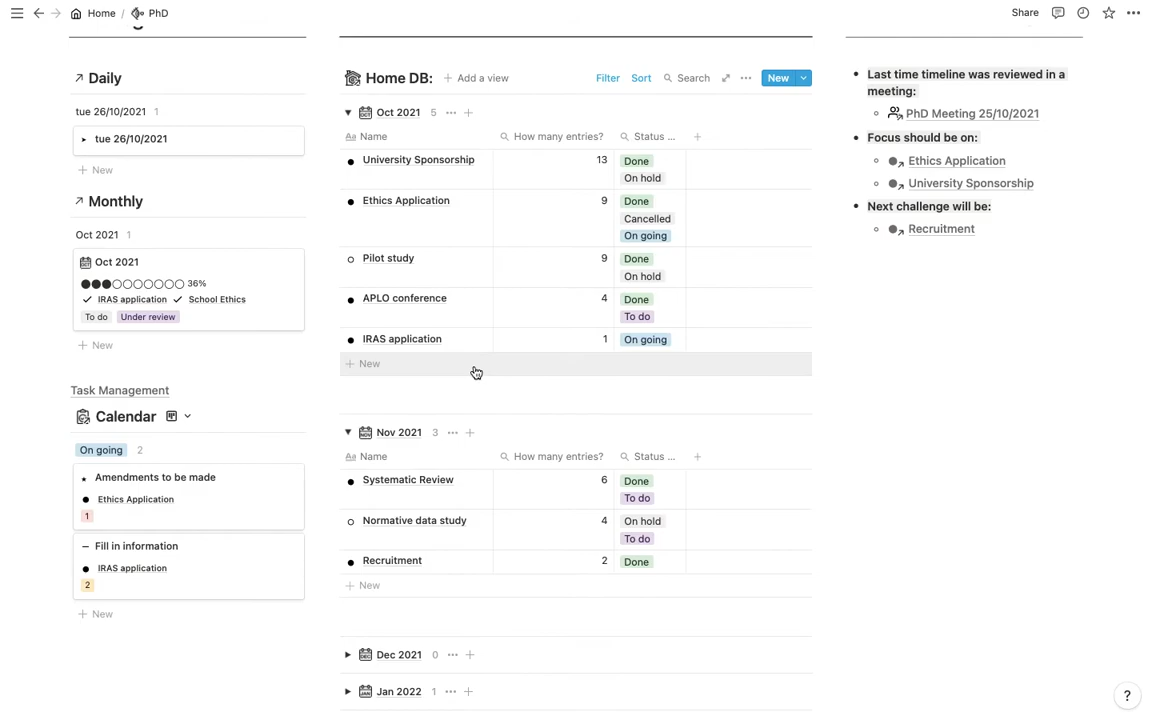 Home / PhD
Share
Daily
tue 26/10/2021 1
tue 26/10/2021
+ New
Monthly
Oct 2021 1
Oct 2021
36%
IRAS application School Ethics
To do Under review
+ New
Task Management
Calendar
On going 2
Amendments to be made
Ethics Application
1
Fill in information
IRAS application
2
+ New
Home DB:
+ Add a view
Filter Sort Search New
Oct 2021 5
Aa Name How many entries? Status ...
University Sponsorship 13 Done
On hold
Ethics Application 9 Done
Cancelled
On going
Pilot study 9 Done
On hold
APLO conference 4 Done
To do
IRAS application 1 On going
+ New
Nov 2021 3
Aa Name How many entries? Status ...
Systematic Review 6 Done
To do
Normative data study 4 On hold
To do
Recruitment 2 Done
+ New
Dec 2021 0
Jan 2022 1
Last time timeline was reviewed in a
meeting:
PhD Meeting 25/10/2021
Focus should be on:
Ethics Application
University Sponsorship
Next challenge will be:
Recruitment
?